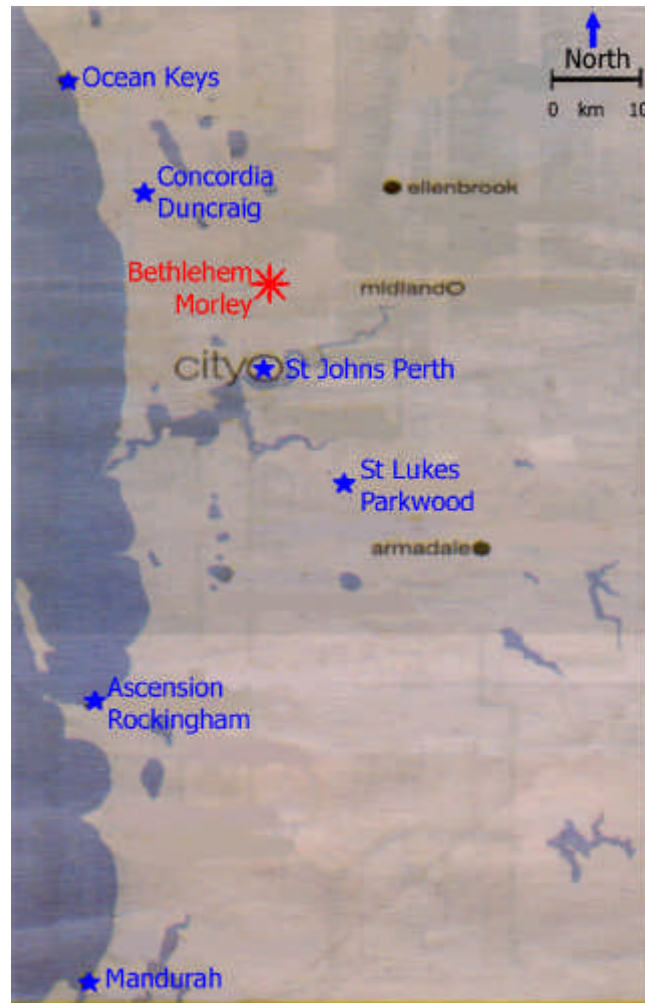 North
0 km 10
Ocean Keys
Concordia
Duncraig
ellenbrook
Bethlehem
Morley
midland
city
St Johns Perth
St Lukes
Parkwood
armadale
Ascension
Rockingham
Mandurah